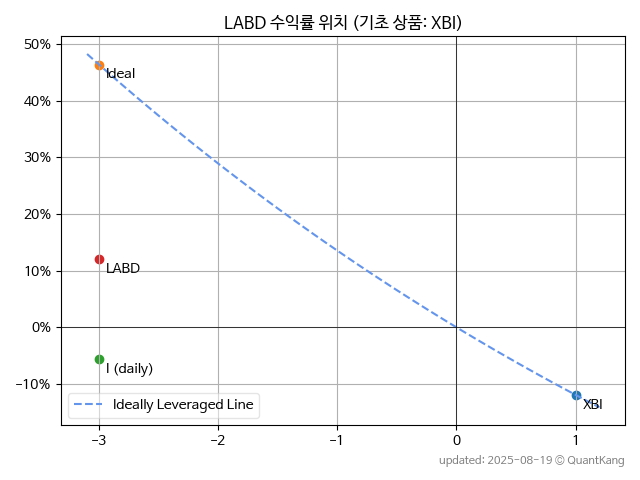 LABD 수익률 위치 (기초 상품: XBI)
50%
40%
30%
20%
10%
0%
−10%
Ideal
LABD
I (daily)
XBI
Ideally Leveraged Line
−3
−2
−1
0
1
updated: 2025-08-19 © QuantKang